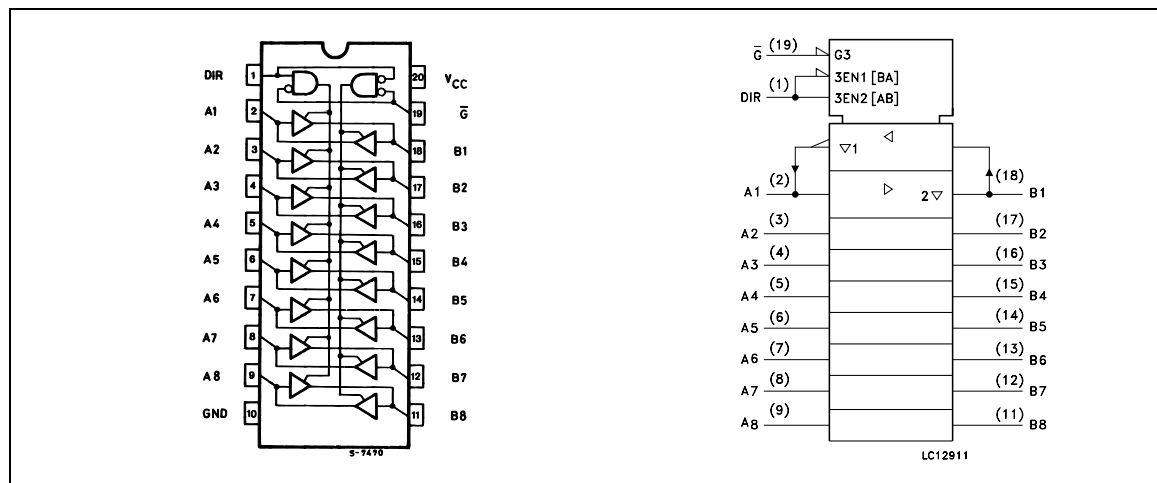 DIR 1 20 VCC
A1 2 19 G̅
A2 3 18 B1
A3 4 17 B2
A4 5 16 B3
A5 6 15 B4
A6 7 14 B5
A7 8 13 B6
A8 9 12 B7
GND 10 11 B8
S-7470
G̅ (19) G3
3EN1 [BA]
DIR (1) 3EN2 [AB]
▽1 ◁
A1 (2) ▷ 2▽ (18) B1
A2 (3) (17) B2
A3 (4) (16) B3
A4 (5) (15) B4
A5 (6) (14) B5
A6 (7) (13) B6
A7 (8) (12) B7
A8 (9) (11) B8
LC12911